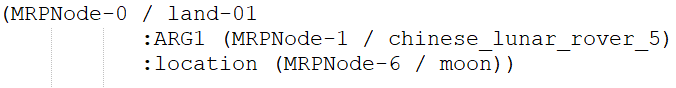 (MRPNode-0 / land-01
:ARG1 (MRPNode-1 / chinese_lunar_rover_5)
:location (MRPNode-6 / moon))